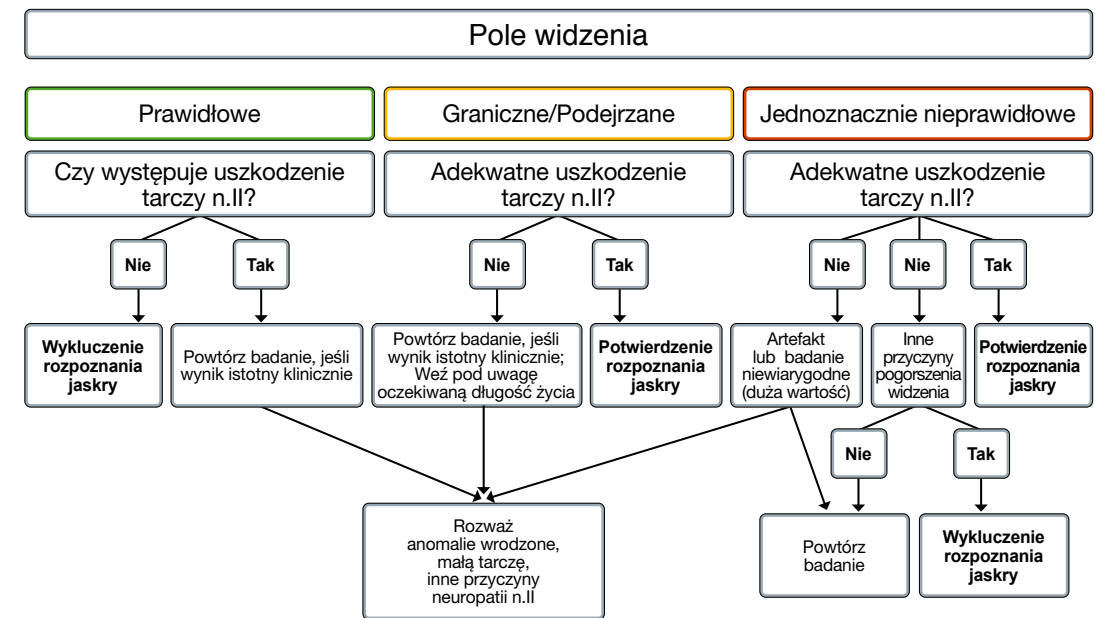 Pole widzenia
Prawidłowe
Graniczne/Podejrzane
Jednoznacznie nieprawidłowe
Czy występuje uszkodzenie
tarczy n.II?
Adekwatne uszkodzenie
tarczy n.II?
Adekwatne uszkodzenie
tarczy n.II?
Nie
Tak
Nie
Tak
Nie
Nie
Tak
Wykluczenie
rozpoznania
jaskry
Powtórz badanie, jeśli
wynik istotny klinicznie
Powtórz badanie, jeśli
wynik istotny klinicznie;
Weź pod uwagę
oczekiwaną długość życia
Potwierdzenie
rozpoznania
jaskry
Artefakt
lub badanie
niewiarygodne
(duża wartość)
Inne
przyczyny
pogorszenia
widzenia
Potwierdzenie
rozpoznania
jaskry
Nie
Tak
Rozważ
anomalie wrodzone,
małą tarczę,
inne przyczyny
neuropatii n.II
Powtórz
badanie
Wykluczenie
rozpoznania
jaskry